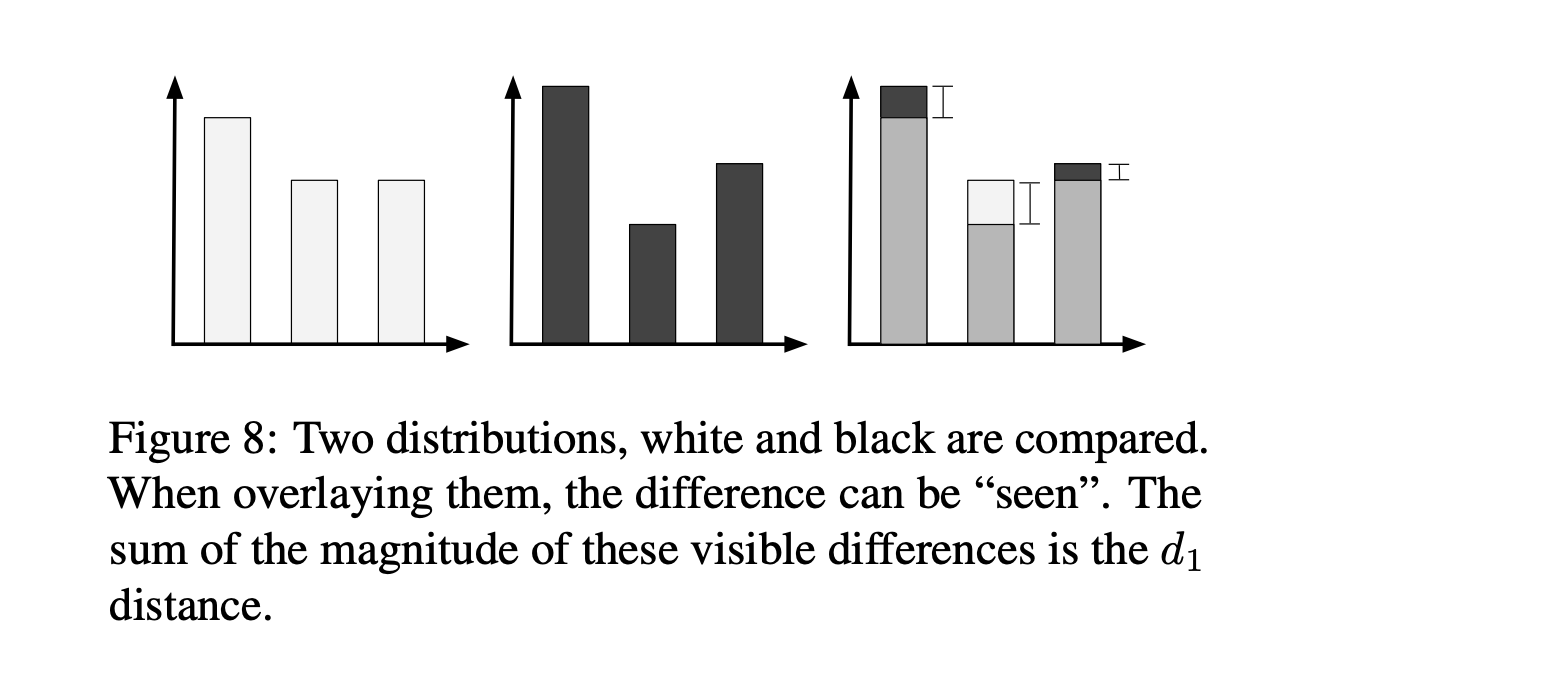 Figure 8: Two distributions, white and black are compared.
When overlaying them, the difference can be “seen”. The
sum of the magnitude of these visible differences is the d₁
distance.